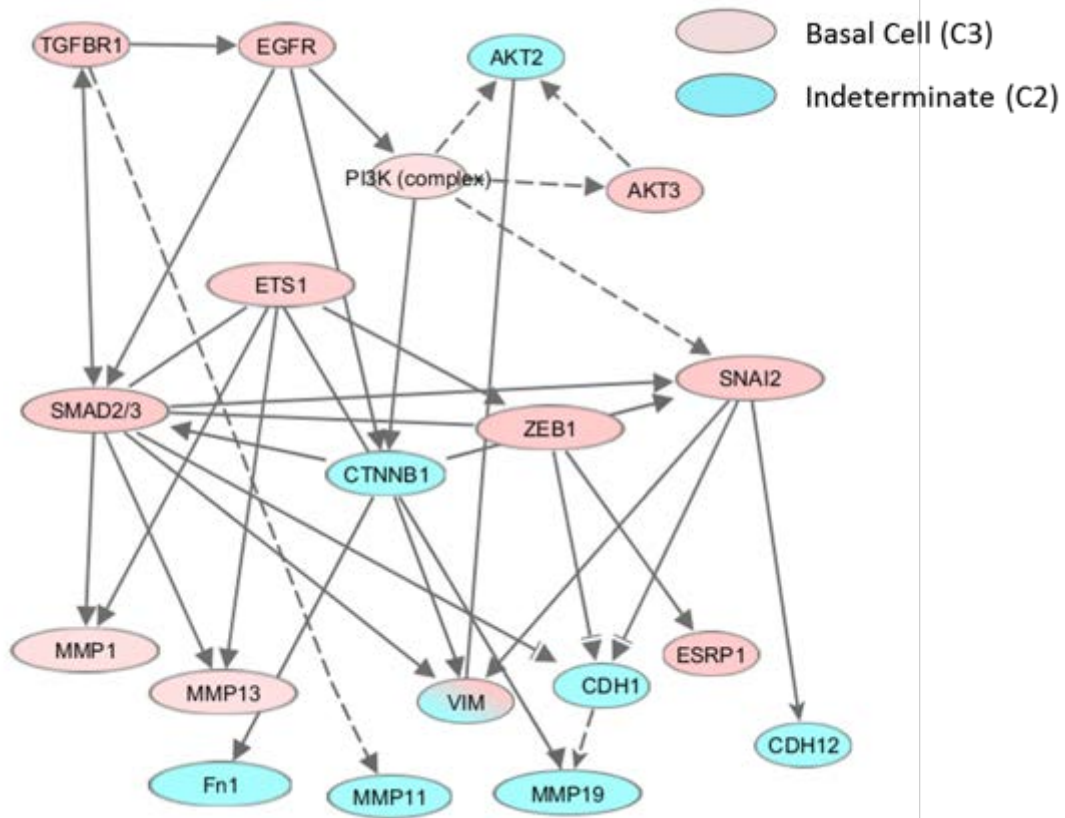 TGFBR1
EGFR
AKT2
Basal Cell (C3)
Indeterminate (C2)
PI3K (complex)
AKT3
ETS1
SNAI2
SMAD2/3
ZEB1
CTNNB1
MMP1
MMP13
VIM
CDH1
ESRP1
CDH12
Fn1
MMP11
MMP19